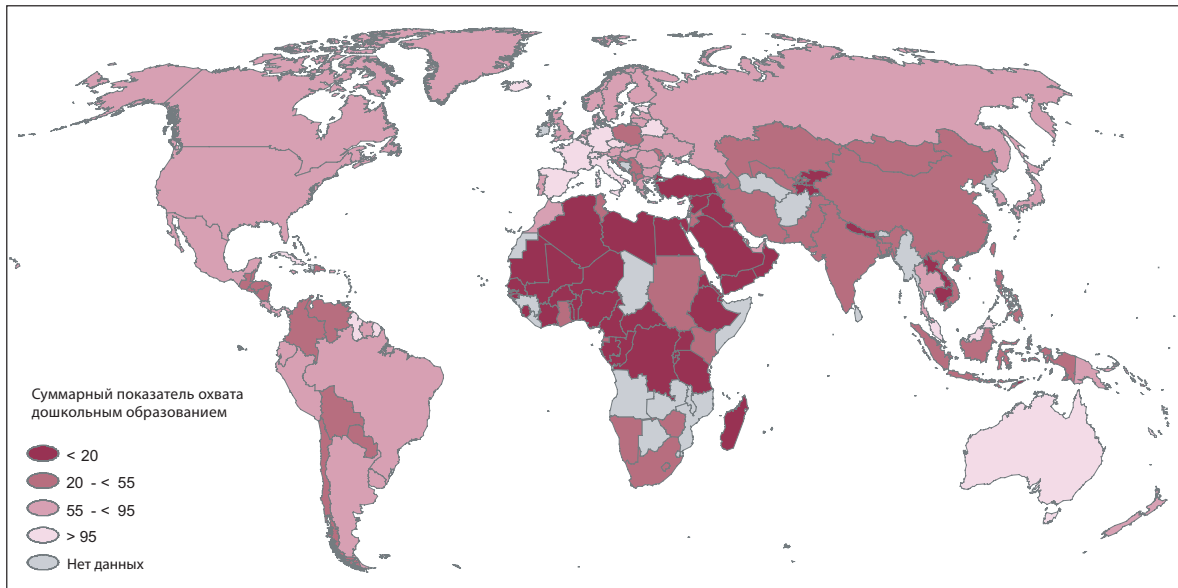 Суммарный показатель охвата
дошкольным образованием
< 20
20 - < 55
55 - < 95
> 95
Нет данных